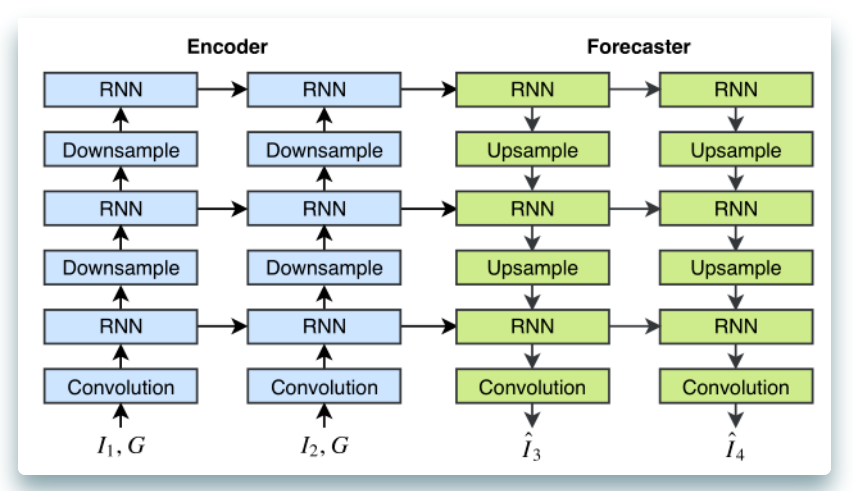 Encoder Forecaster
RNN RNN RNN RNN
Downsample Downsample Upsample Upsample
RNN RNN RNN RNN
Downsample Downsample Upsample Upsample
RNN RNN RNN RNN
Convolution Convolution Convolution Convolution
I₁, G I₂, G Î₃ Î₄